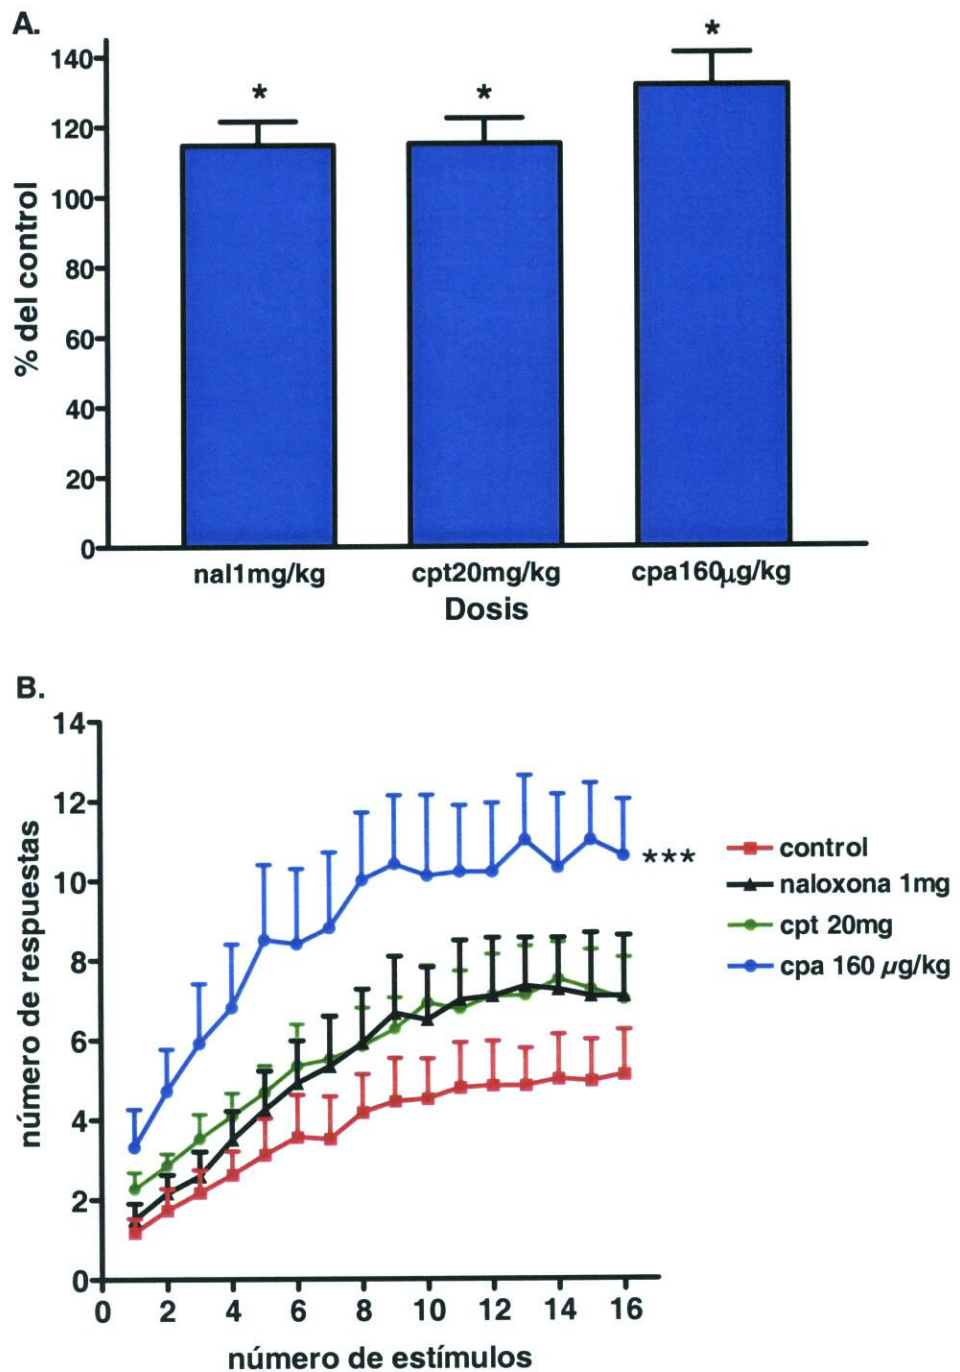 A.
140
120
100
80
60
40
20
0
% del control
*
*
*
nal1mg/kg cpt20mg/kg cpa160µg/kg
Dosis
B.
14
12
10
8
6
4
2
0
número de respuestas
***
control
naloxona 1mg
cpt 20mg
cpa 160 µg/kg
0 2 4 6 8 10 12 14 16
número de estímulos